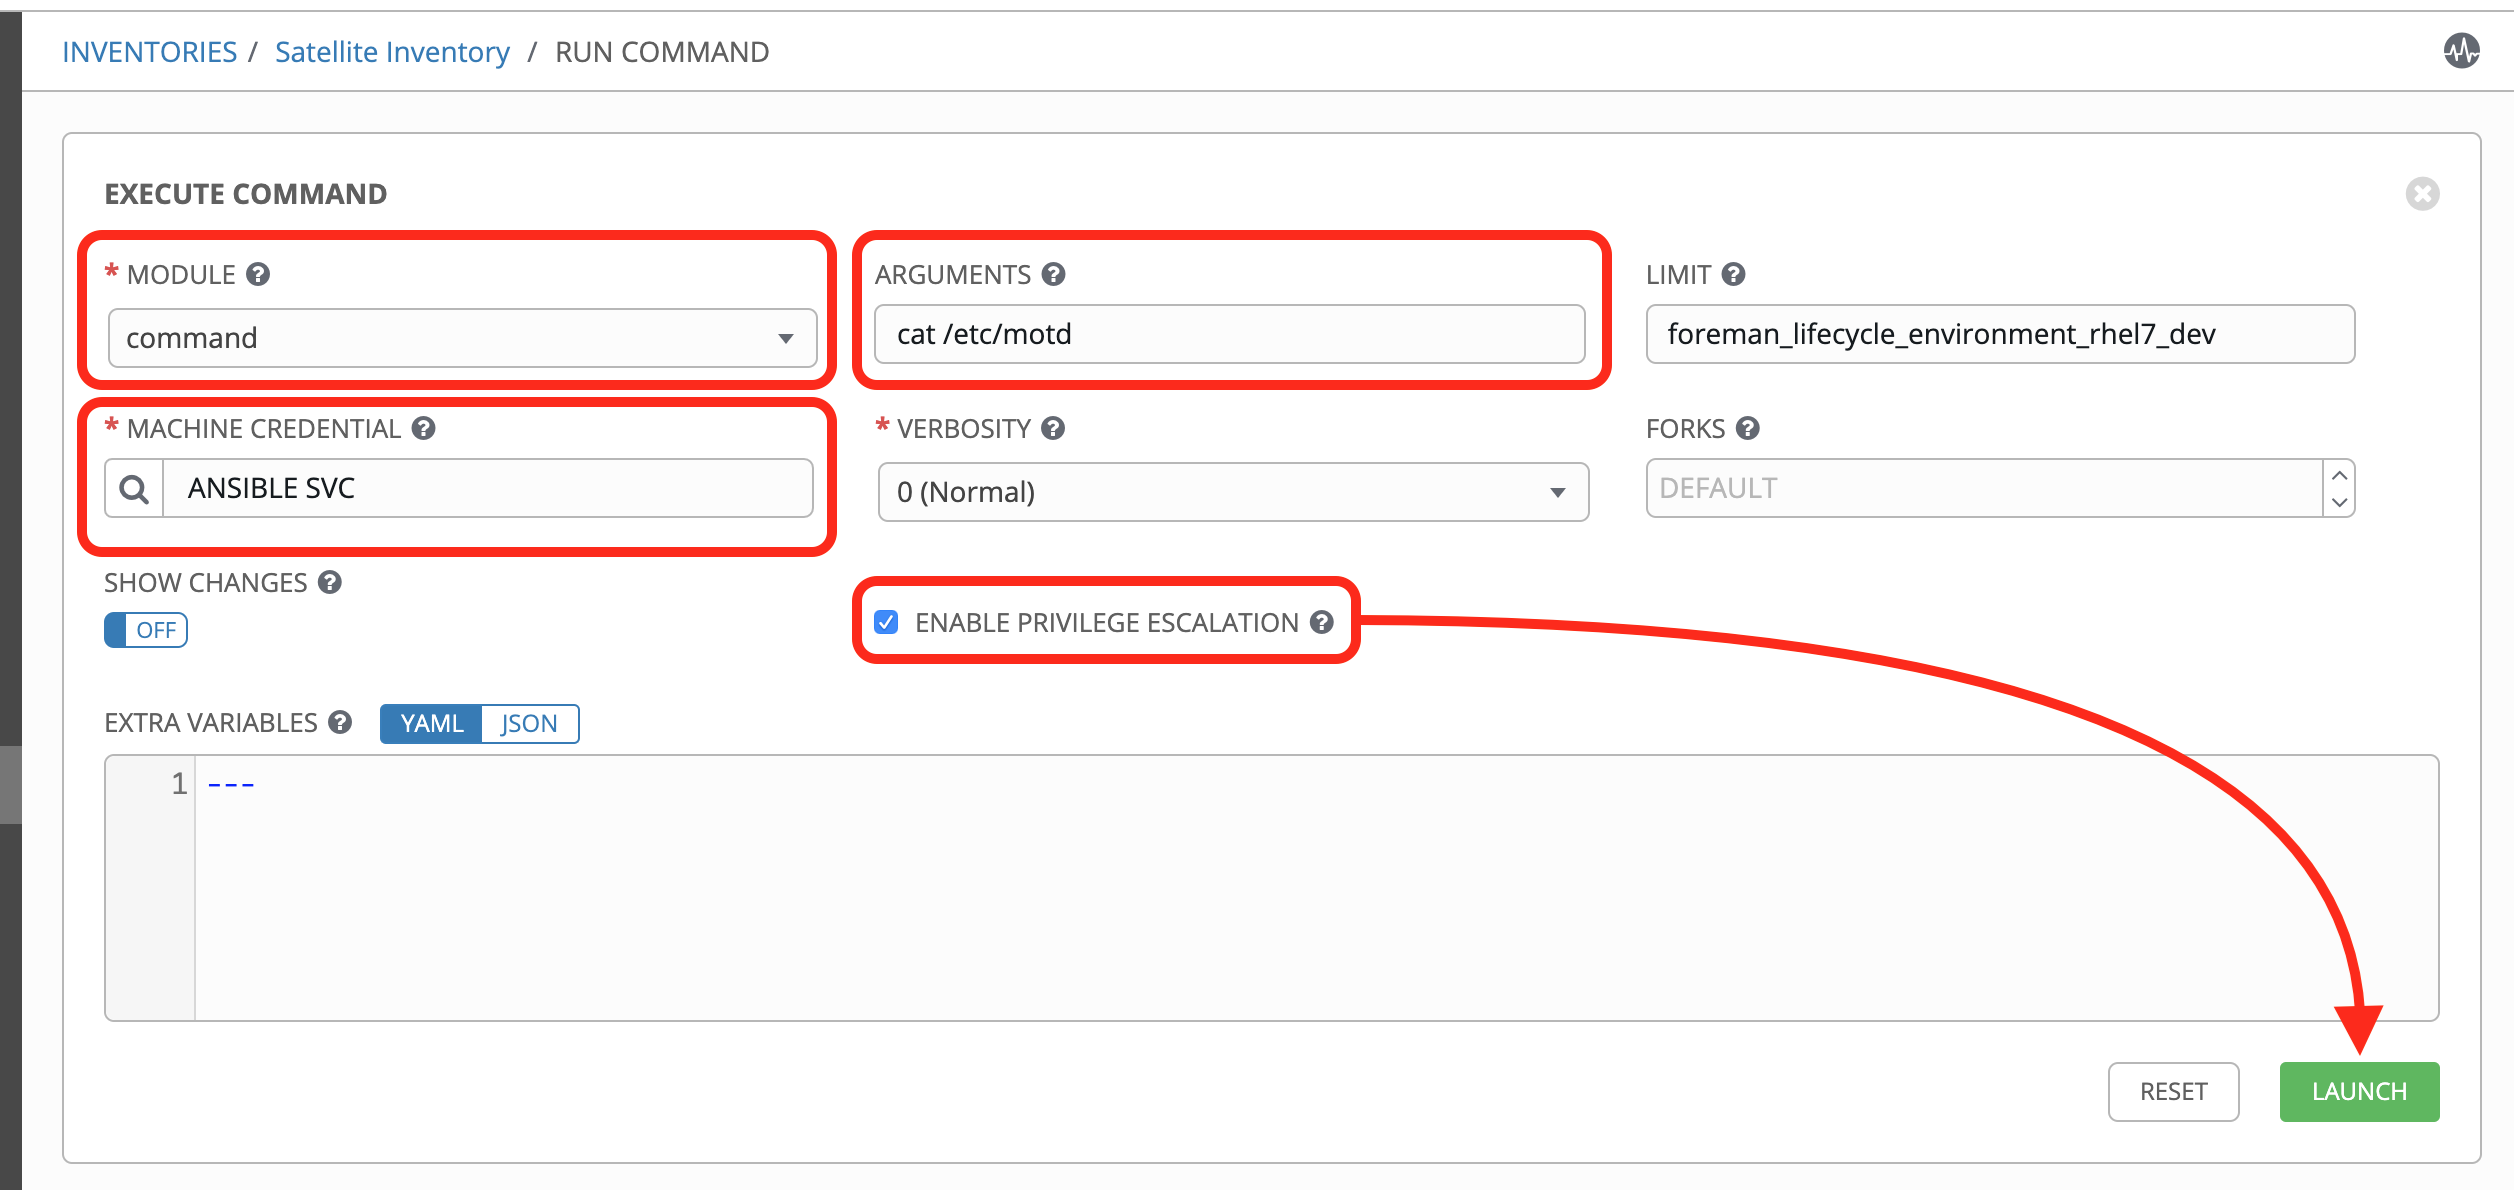 INVENTORIES / Satellite Inventory / RUN COMMAND
EXECUTE COMMAND
* MODULE ?
command
ARGUMENTS ?
cat /etc/motd
LIMIT ?
foreman_lifecycle_environment_rhel7_dev
* MACHINE CREDENTIAL ?
ANSIBLE SVC
* VERBOSITY ?
0 (Normal)
FORKS ?
DEFAULT
SHOW CHANGES ?
OFF
ENABLE PRIVILEGE ESCALATION ?
EXTRA VARIABLES ? YAML JSON
1 ---
RESET LAUNCH